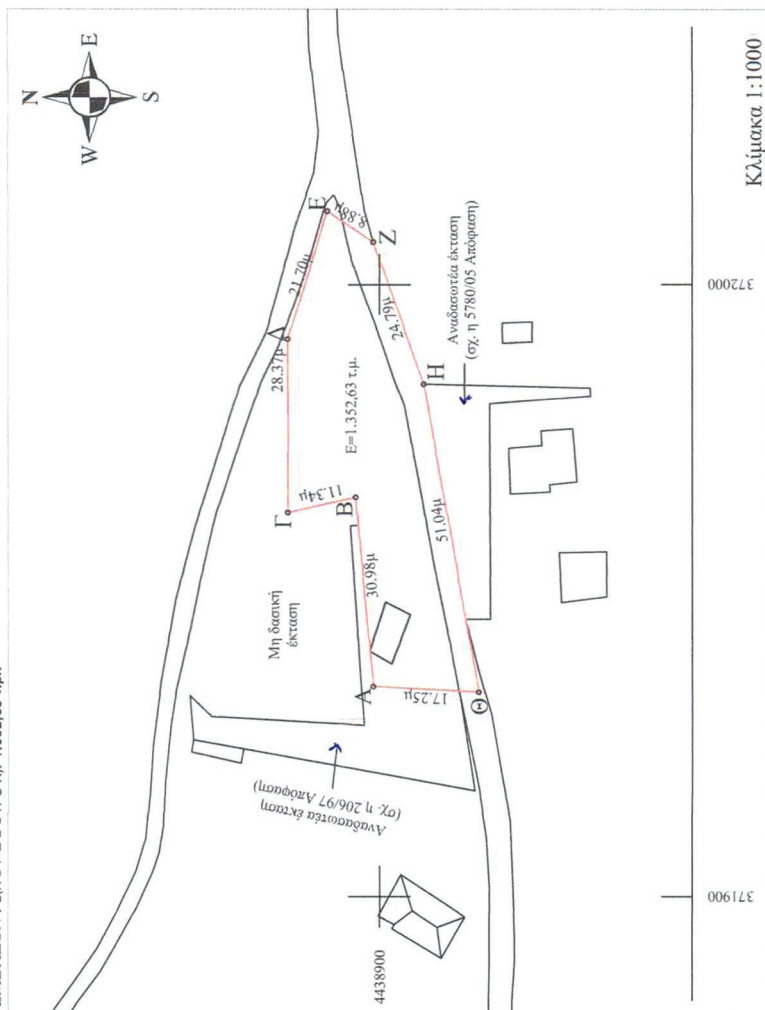 N
W E
S
Δ
21.70μ
E
8.88μ
Z
28.37μ
Γ
11.34μ
B
E=1.352,63 τ.μ.
24.79μ
H
Αναδασωτέα έκταση
(σχ. η 5780/05 Απόφαση)
Μη δασική
έκταση
30.98μ
A
51.04μ
17.25μ
Θ
Αναδασωτέα έκταση
(σχ. η 206/97 Απόφαση)
4438900
371900
372000
Κλίμακα 1:1000